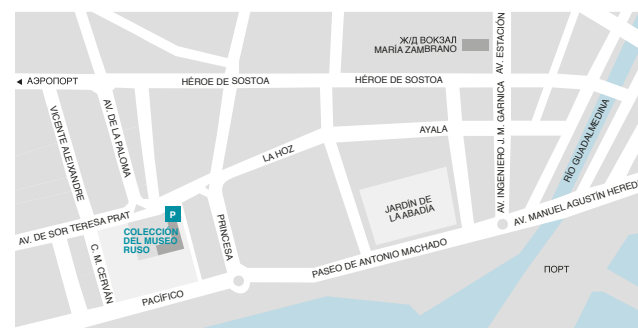 Ж/Д ВОКЗАЛ
MARÍA ZAMBRANO
AV. ESTACIÓN
АЭРОПОРТ
HÉROE DE SOSTOA
HÉROE DE SOSTOA
VICENTE ALEIXANDRE
AV. DE LA PALOMA
AV. INGENIERO J. M. GARNICA
RÍO GUADALMEDINA
AYALA
LA HOZ
JARDÍN DE
LA ABADÍA
AV. MANUEL AGUSTÍN HERED
P
AV. DE SOR TERESA PRAT
COLECCIÓN
DEL MUSEO
RUSO
PRINCESA
C. M. CERVÁN
PASEO DE ANTONIO MACHADO
ПОРТ
PACÍFICO